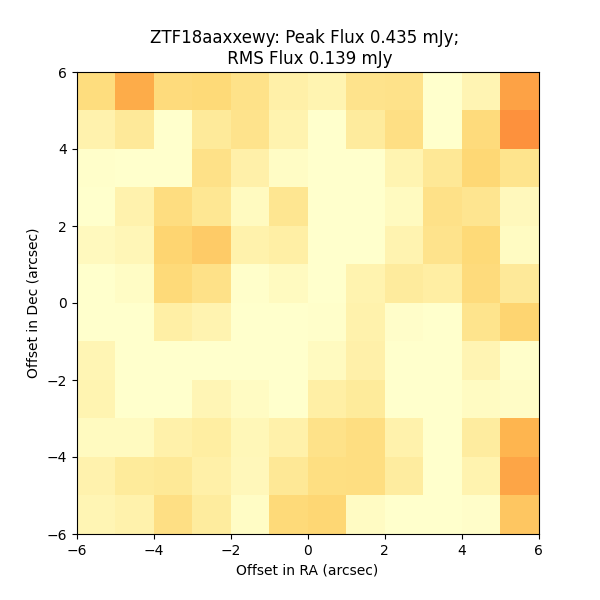 ZTF18aaxxewy: Peak Flux 0.435 mJy;
RMS Flux 0.139 mJy
6
4
2
0
−2
−4
−6
Offset in Dec (arcsec)
−6 −4 −2 0 2 4 6
Offset in RA (arcsec)